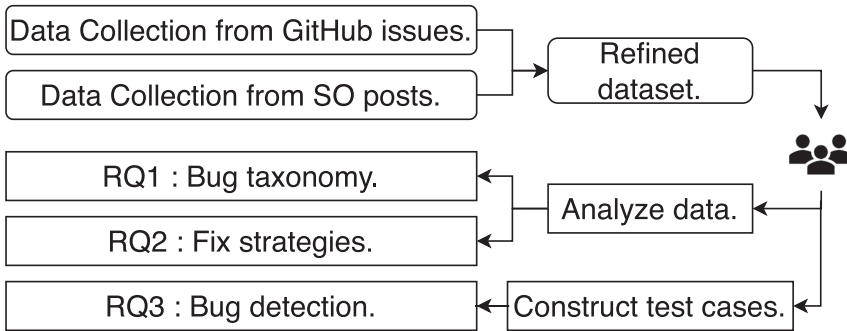 Data Collection from GitHub issues.
Data Collection from SO posts.
Refined
dataset.
RQ1 : Bug taxonomy.
RQ2 : Fix strategies.
Analyze data.
RQ3 : Bug detection.
Construct test cases.